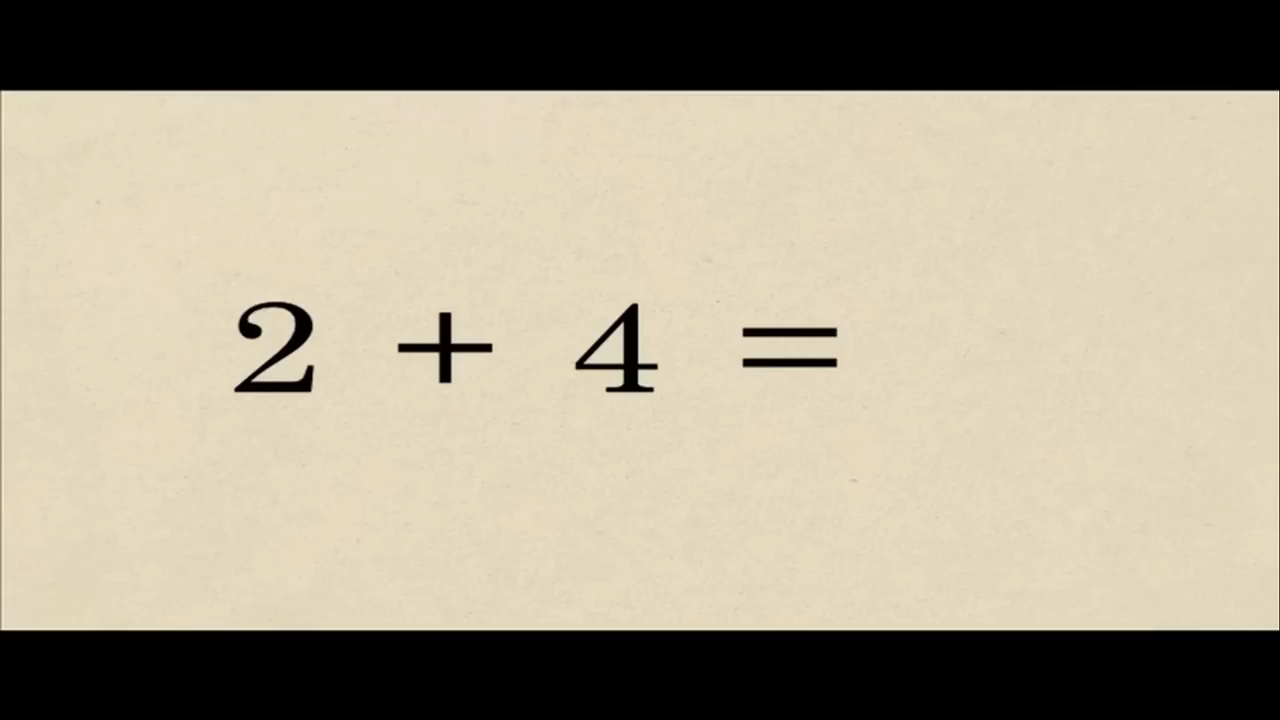 2 + 4 =